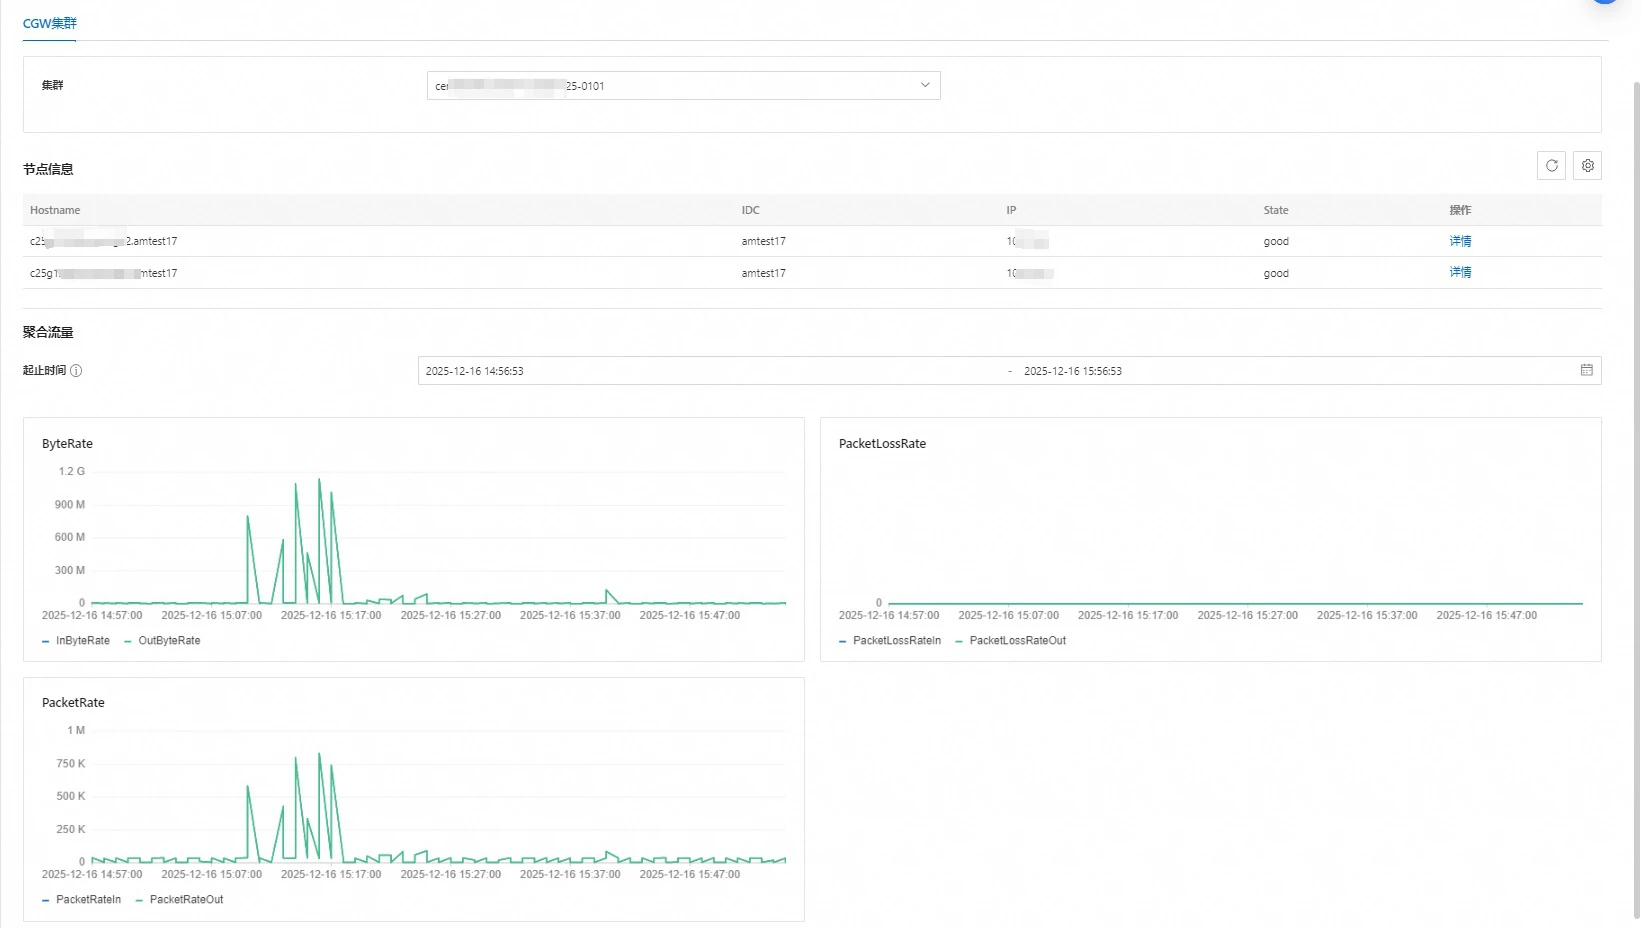 CGW集群
集群
25-0101
节点信息
Hostname IDC IP State 操作
2.amtest17 amtest17 good 详情
c25g1 mtest17 amtest17 good 详情
聚合流量
起止时间 2025-12-16 14:56:53 - 2025-12-16 15:56:53
ByteRate
1.2 G
900 M
600 M
300 M
0
2025-12-16 14:57:00 2025-12-16 15:07:00 2025-12-16 15:17:00 2025-12-16 15:27:00 2025-12-16 15:37:00 2025-12-16 15:47:00
InByteRate OutByteRate
PacketLossRate
0
2025-12-16 14:57:00 2025-12-16 15:07:00 2025-12-16 15:17:00 2025-12-16 15:27:00 2025-12-16 15:37:00 2025-12-16 15:47:00
PacketLossRateIn PacketLossRateOut
PacketRate
1 M
750 K
500 K
250 K
0
2025-12-16 14:57:00 2025-12-16 15:07:00 2025-12-16 15:17:00 2025-12-16 15:27:00 2025-12-16 15:37:00 2025-12-16 15:47:00
PacketRateIn PacketRateOut